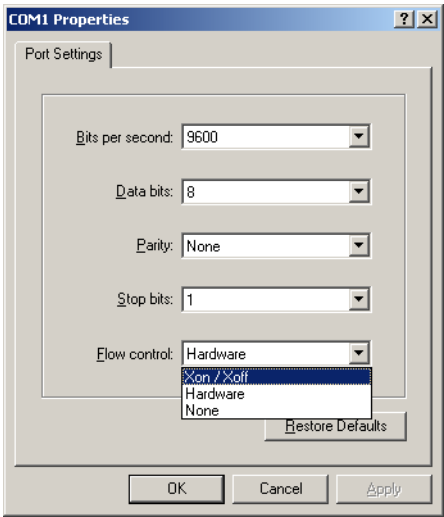 COM1 Properties
Port Settings
Bits per second: 9600
Data bits: 8
Parity: None
Stop bits: 1
Flow control: Hardware
Xon / Xoff
Hardware
None
Restore Defaults
OK Cancel Apply